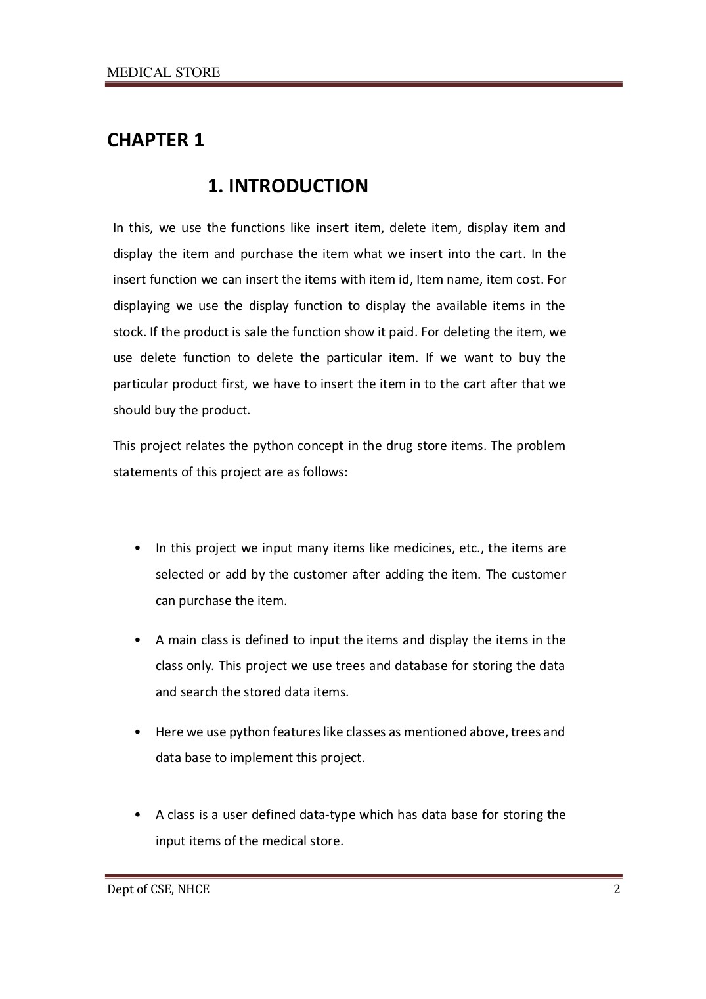 MEDICAL STORE
CHAPTER 1
1. INTRODUCTION
In this, we use the functions like insert item, delete item, display item and
display the item and purchase the item what we insert into the cart. In the
insert function we can insert the items with item id, Item name, item cost. For
displaying we use the display function to display the available items in the
stock. If the product is sale the function show it paid. For deleting the item, we
use delete function to delete the particular item. If we want to buy the
particular product first, we have to insert the item in to the cart after that we
should buy the product.
This project relates the python concept in the drug store items. The problem
statements of this project are as follows:
• In this project we input many items like medicines, etc., the items are
selected or add by the customer after adding the item. The customer
can purchase the item.
• A main class is defined to input the items and display the items in the
class only. This project we use trees and database for storing the data
and search the stored data items.
• Here we use python features like classes as mentioned above, trees and
data base to implement this project.
• A class is a user defined data-type which has data base for storing the
input items of the medical store.
Dept of CSE, NHCE 2